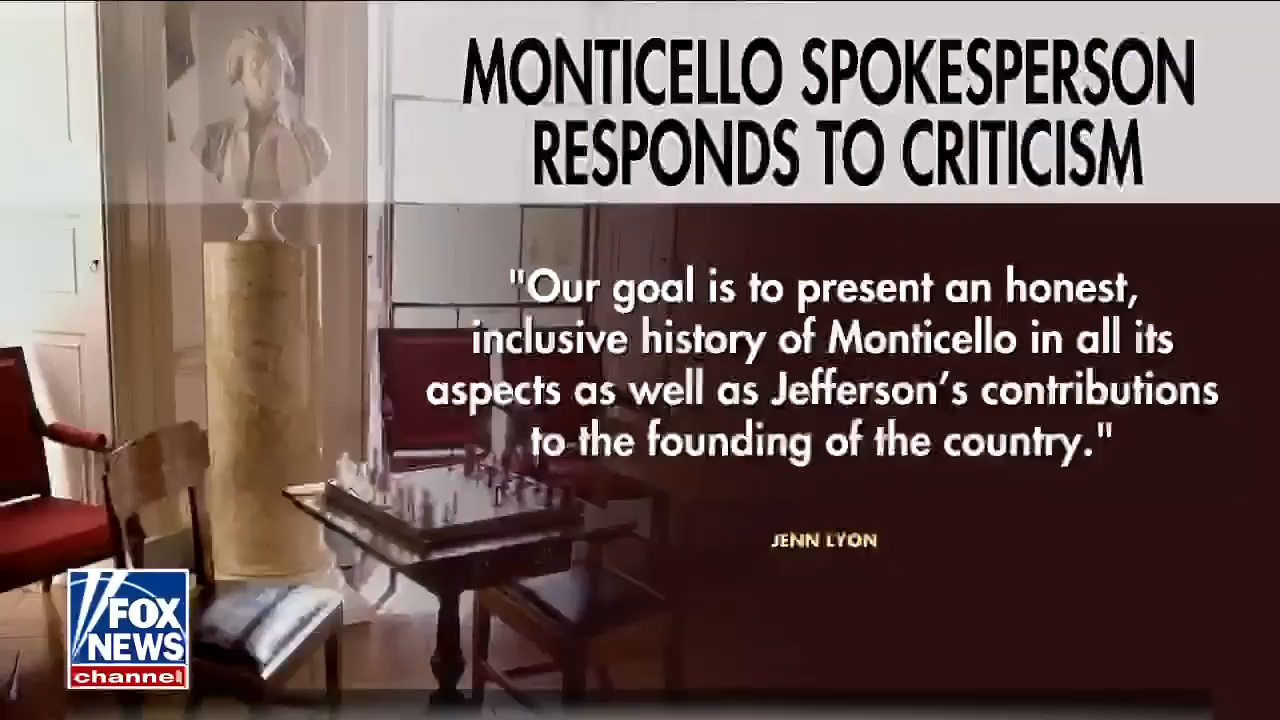 MONTICELLO SPOKESPERSON
RESPONDS TO CRITICISM
"Our goal is to present an honest,
inclusive history of Monticello in all its
aspects as well as Jefferson's contributions
to the founding of the country."
JENN LYON
FOX
NEWS
channel